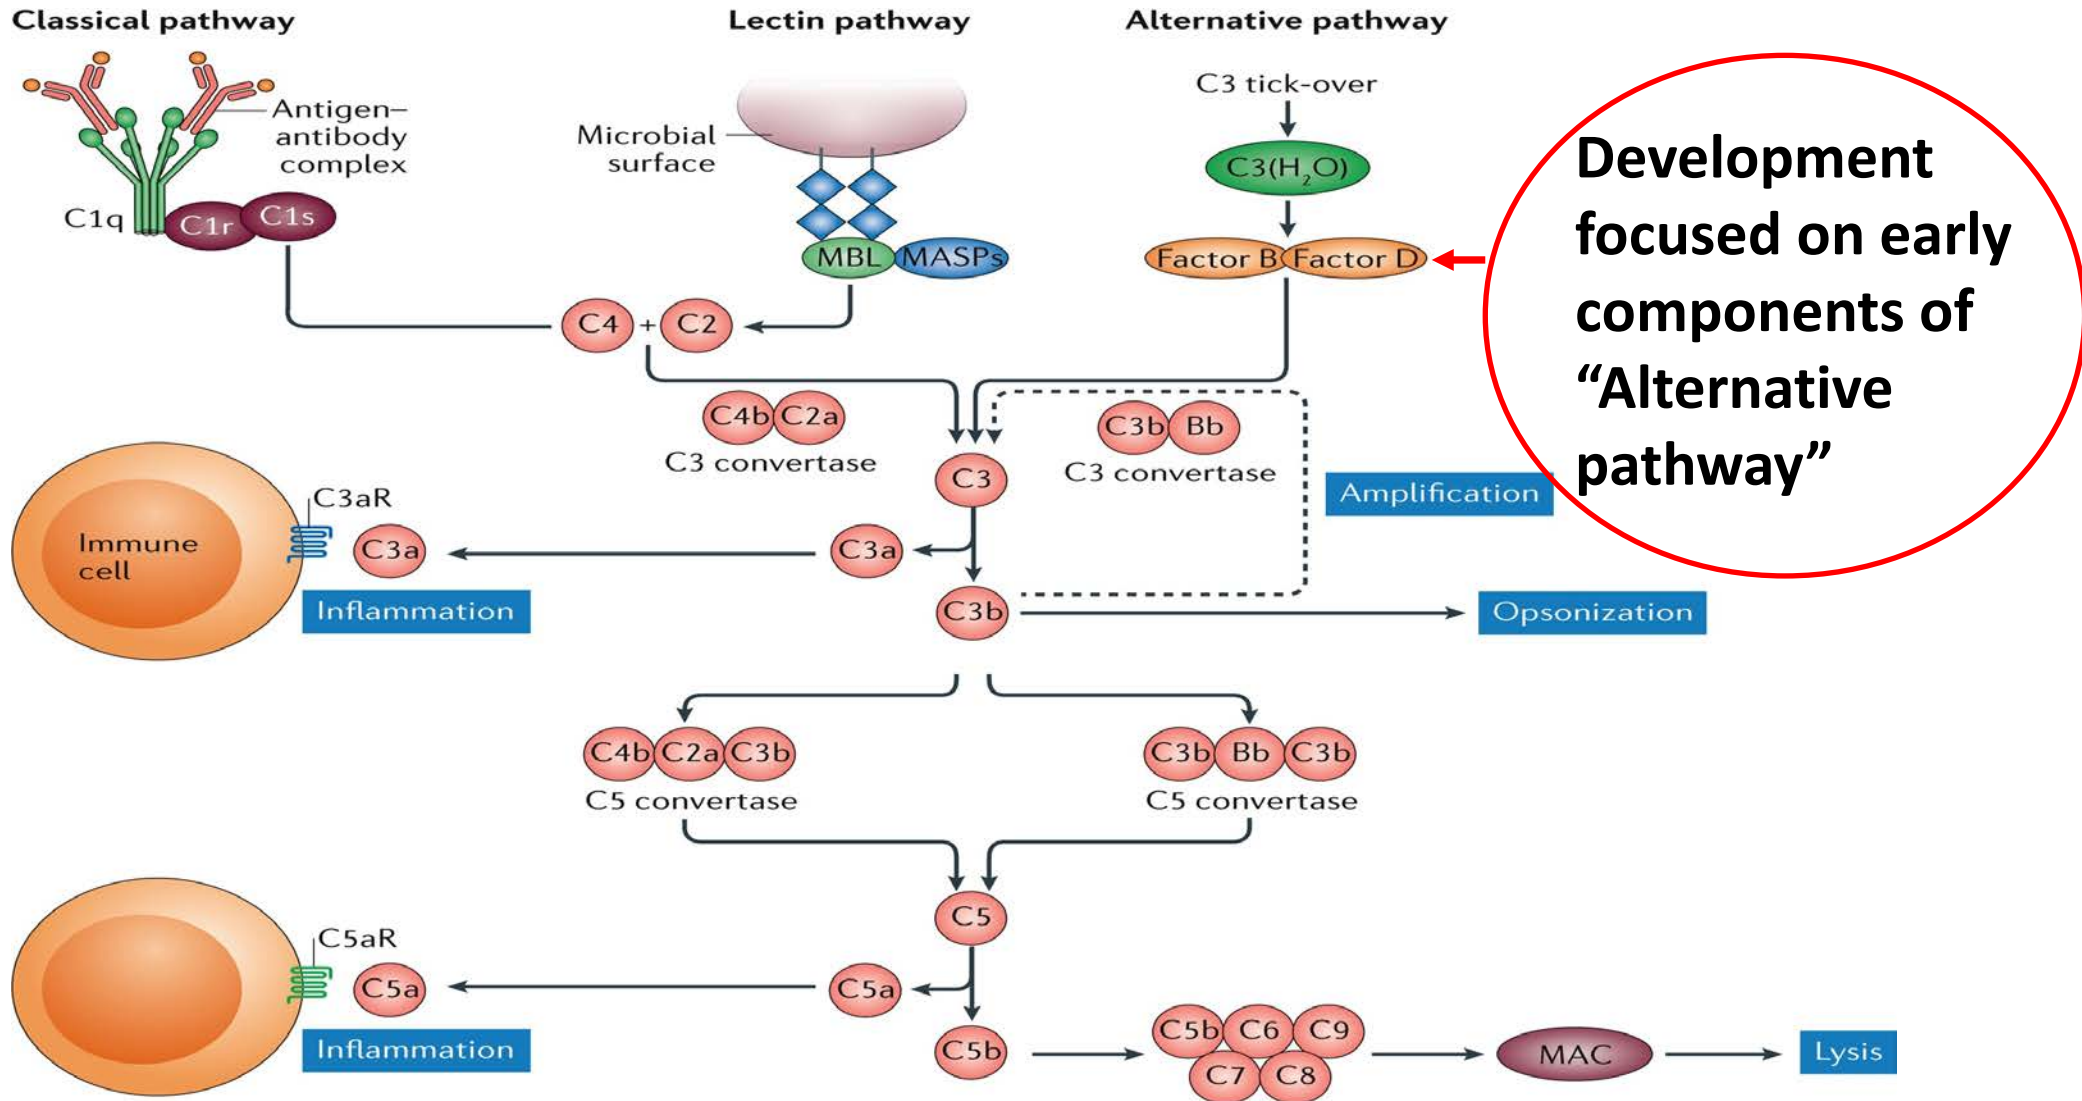 Classical pathway
Lectin pathway
Alternative pathway
Antigen–
antibody
complex
C1q
C1r
C1s
Microbial
surface
MBL
MASPs
C3 tick-over
C3(H₂O)
Factor B
Factor D
Development
focused on early
components of
“Alternative
pathway”
C4
+
C2
C4b
C2a
C3 convertase
C3b
Bb
C3 convertase
Amplification
C3
Immune
cell
C3aR
C3a
C3a
Inflammation
C3b
Opsonization
C4b
C2a
C3b
C5 convertase
C3b
Bb
C3b
C5 convertase
C5
C5aR
C5a
C5a
Inflammation
C5b
C5b
C6
C9
C7
C8
MAC
Lysis